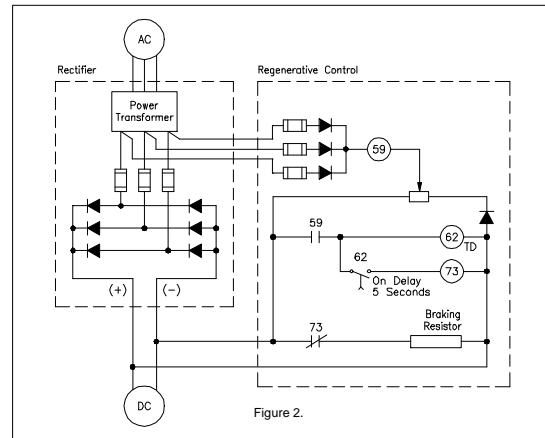 AC
Rectifier
Regenerative Control
Power
Transformer
59
59
62
TD
62
On Delay
5 Seconds
73
(+)
(-)
73
Braking
Resistor
DC
Figure 2.